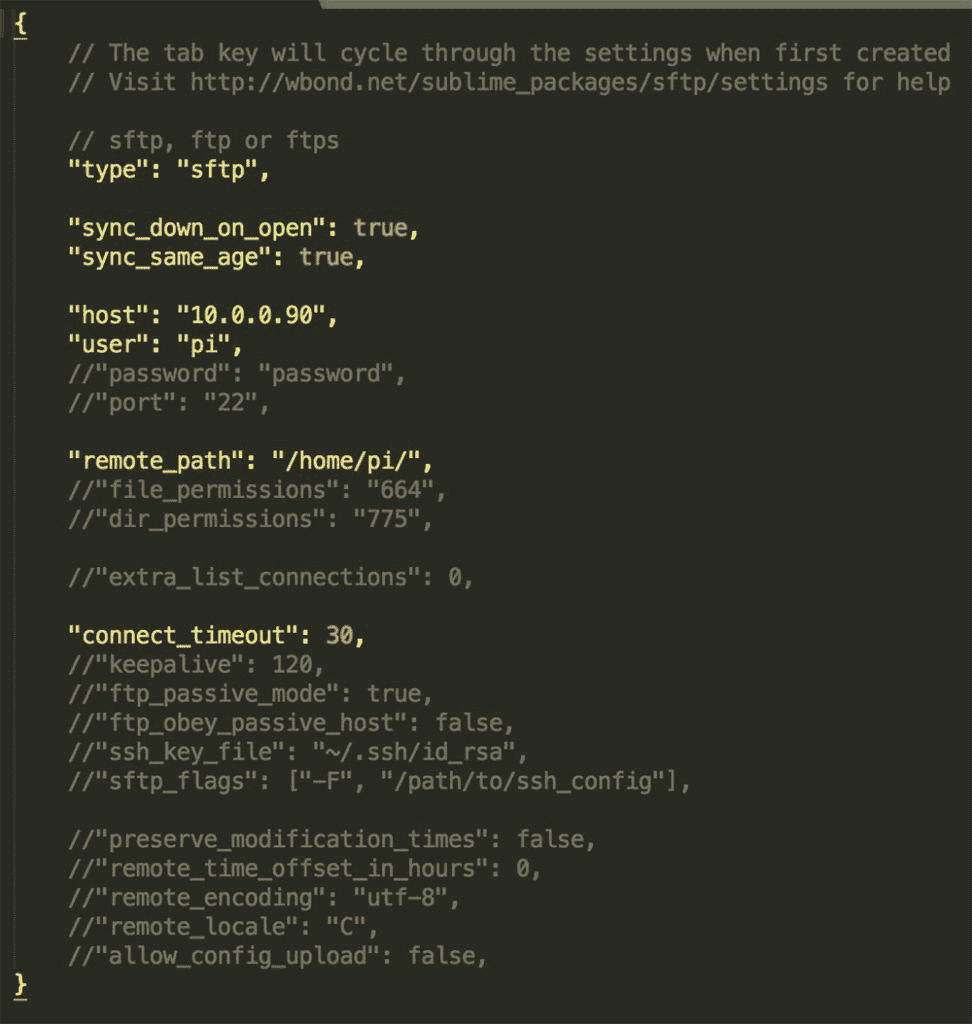 {
// The tab key will cycle through the settings when first created
// Visit http://wbond.net/sublime_packages/sftp/settings for help
// sftp, ftp or ftps
"type": "sftp",
"sync_down_on_open": true,
"sync_same_age": true,
"host": "10.0.0.90",
"user": "pi",
//"password": "password",
//"port": "22",
"remote_path": "/home/pi/",
//"file_permissions": "664",
//"dir_permissions": "775",
//"extra_list_connections": 0,
"connect_timeout": 30,
//"keepalive": 120,
//"ftp_passive_mode": true,
//"ftp_obey_passive_host": false,
//"ssh_key_file": "~/.ssh/id_rsa",
//"sftp_flags": ["-F", "/path/to/ssh_config"],
//"preserve_modification_times": false,
//"remote_time_offset_in_hours": 0,
//"remote_encoding": "utf-8",
//"remote_locale": "C",
//"allow_config_upload": false,
}